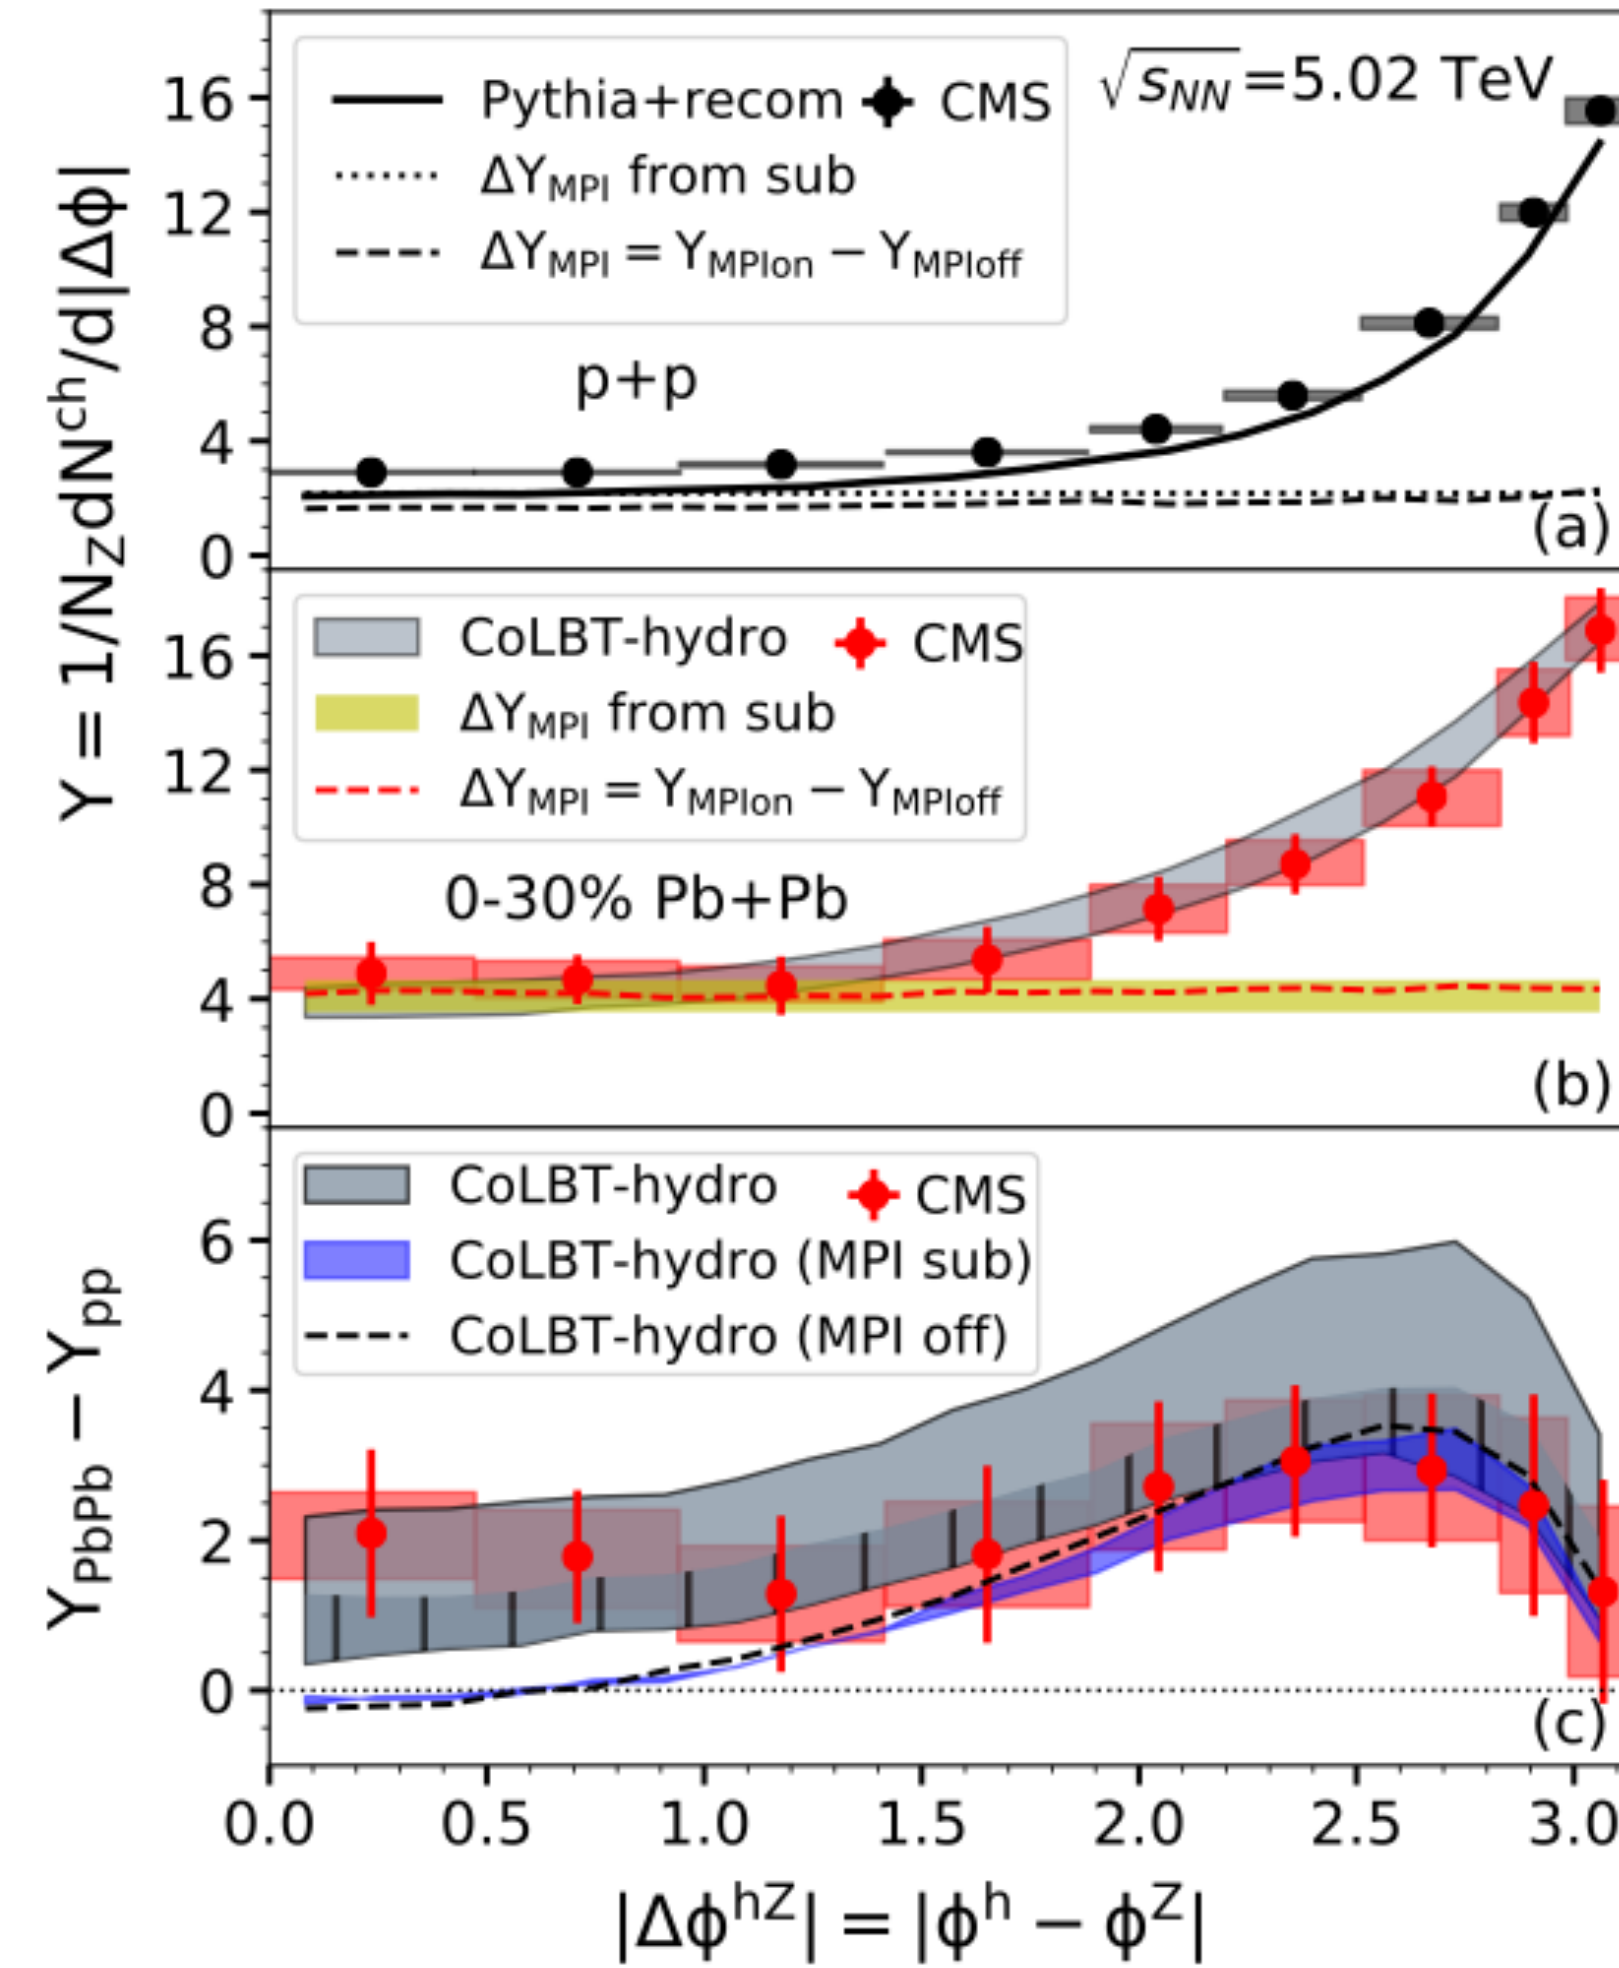 Y = 1/N_Z dN^ch/d|Δϕ|
16
12
8
4
0
Pythia+recom CMS
ΔY_MPI from sub
ΔY_MPI = Y_MPIon − Y_MPIoff
√s_NN=5.02 TeV
p+p
(a)
16
12
8
4
0
CoLBT-hydro CMS
ΔY_MPI from sub
ΔY_MPI = Y_MPIon − Y_MPIoff
0-30% Pb+Pb
(b)
Y_PbPb − Y_pp
6
4
2
0
CoLBT-hydro CMS
CoLBT-hydro (MPI sub)
CoLBT-hydro (MPI off)
(c)
0.0 0.5 1.0 1.5 2.0 2.5 3.0
|Δϕ^hZ| = |ϕ^h − ϕ^Z|